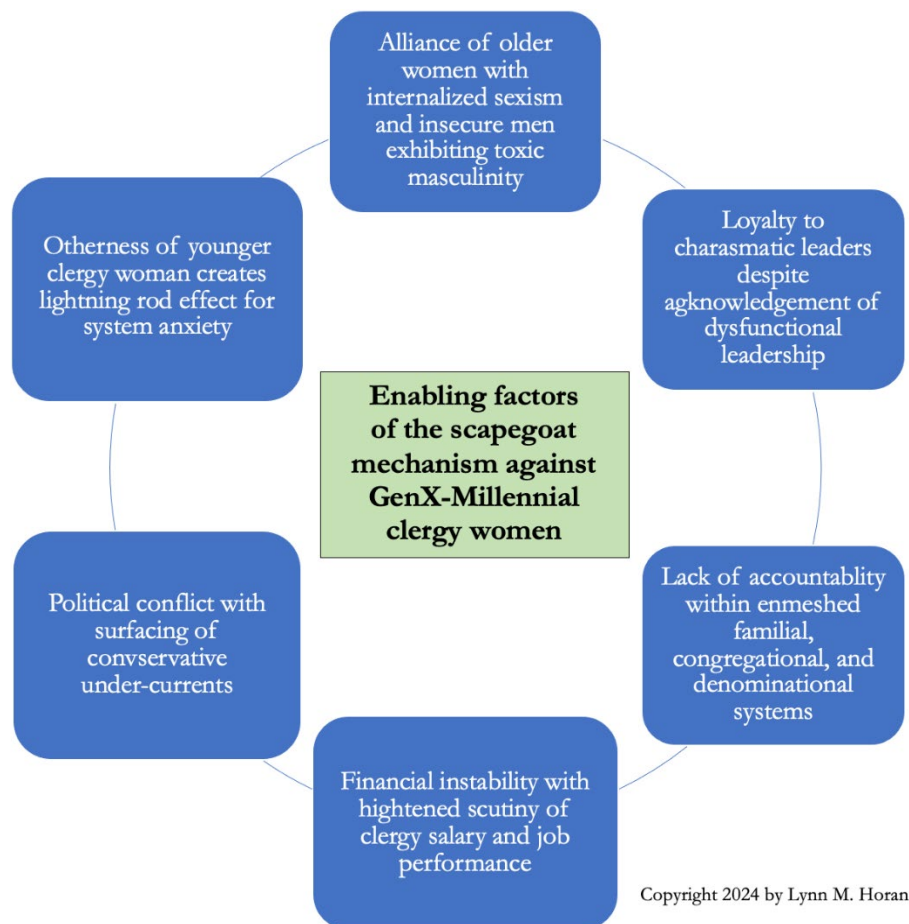 Alliance of older
women with
internalized sexism
and insecure men
exhibiting toxic
masculinity
Loyalty to
charasmatic leaders
despite
agknowledgement of
dysfunctional
leadership
Lack of accountablity
within enmeshed
familial,
congregational, and
denominational
systems
Financial instability with
hightened scutiny of
clergy salary and job
performance
Political conflict with
surfacing of
convservative
under-currents
Otherness of younger
clergy woman creates
lightning rod effect for
system anxiety
Enabling factors
of the scapegoat
mechanism against
GenX-Millennial
clergy women
Copyright 2024 by Lynn M. Horan